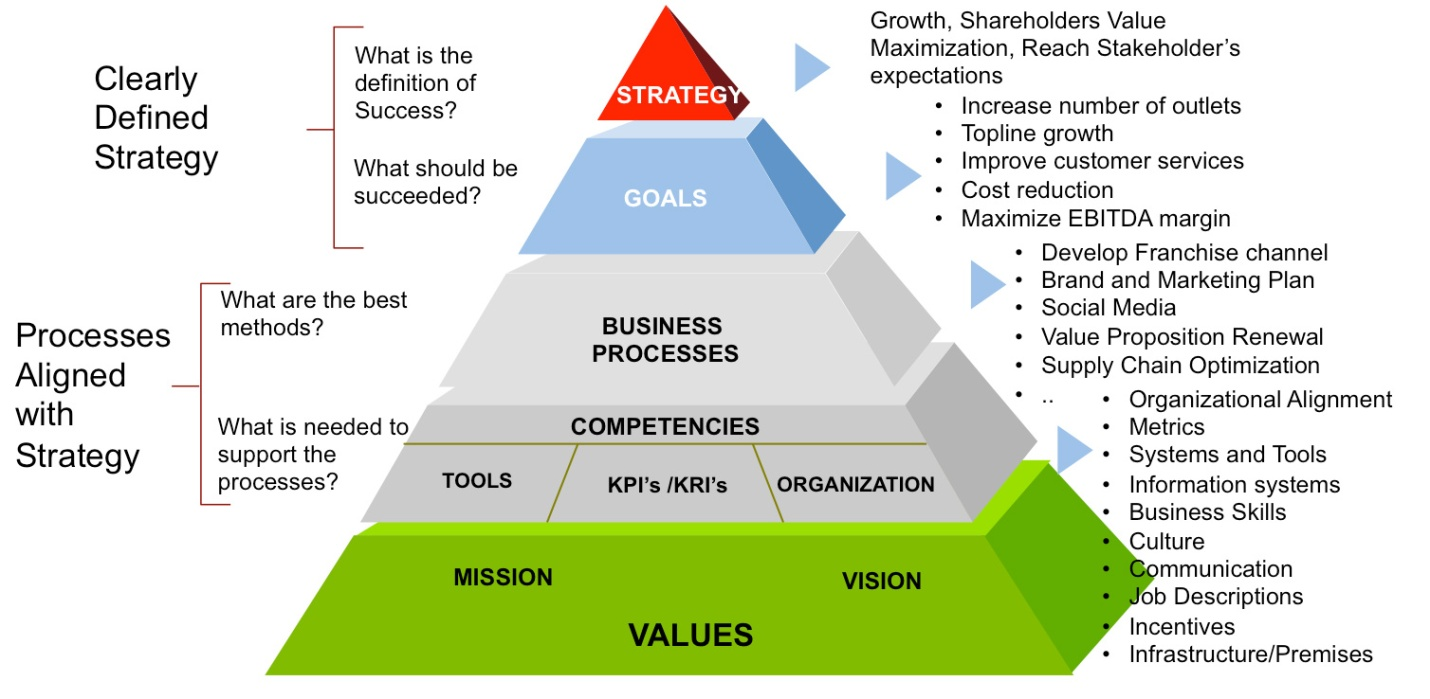 Clearly
Defined
Strategy
What is the
definition of
Success?
What should be
succeeded?
Processes
Aligned
with
Strategy
What are the best
methods?
What is needed to
support the
processes?
STRATEGY
GOALS
BUSINESS
PROCESSES
COMPETENCIES
TOOLS
KPI’s /KRI’s
ORGANIZATION
MISSION
VISION
VALUES
Growth, Shareholders Value
Maximization, Reach Stakeholder’s
expectations
• Increase number of outlets
• Topline growth
• Improve customer services
• Cost reduction
• Maximize EBITDA margin
• Develop Franchise channel
• Brand and Marketing Plan
• Social Media
• Value Proposition Renewal
• Supply Chain Optimization
• ..
• Organizational Alignment
• Metrics
• Systems and Tools
• Information systems
• Business Skills
• Culture
• Communication
• Job Descriptions
• Incentives
• Infrastructure/Premises